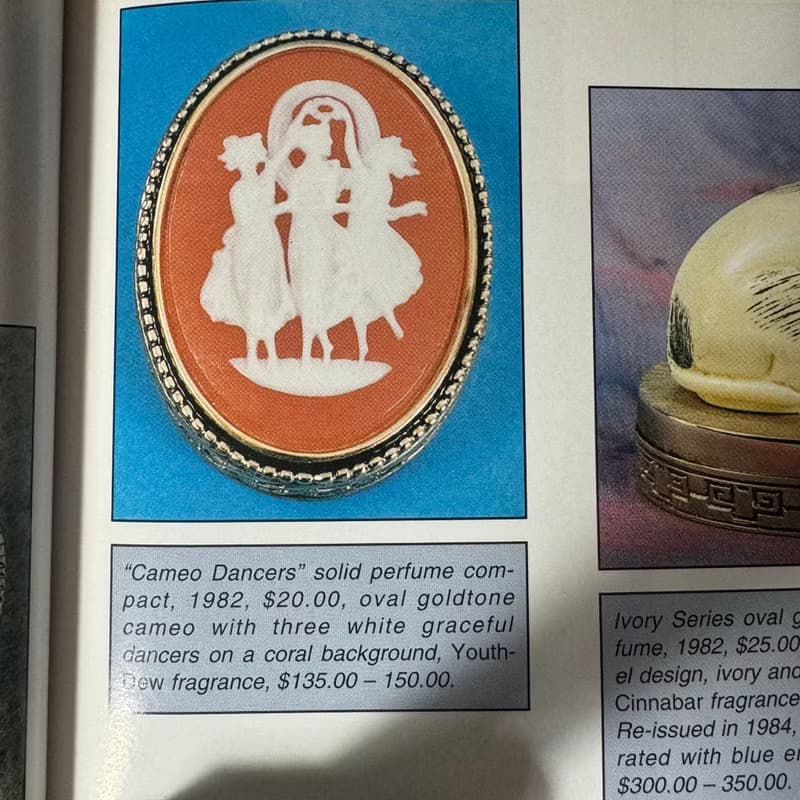 "Cameo Dancers" solid perfume com-
pact, 1982, $20.00, oval goldtone
cameo with three white graceful
dancers on a coral background, Youth-
Dew fragrance, $135.00 – 150.00.
Ivory Series oval g
fume, 1982, $25.00
el design, ivory and
Cinnabar fragrance
Re-issued in 1984,
rated with blue e
$300.00 – 350.00.